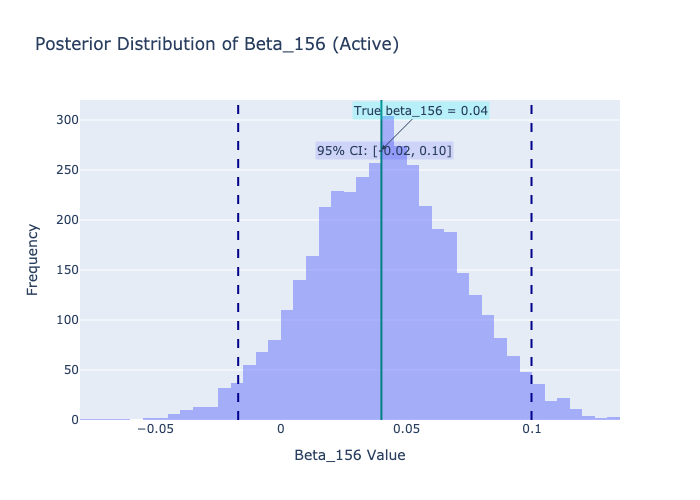 Posterior Distribution of Beta_156 (Active)
True beta_156 = 0.04
95% CI: [-0.02, 0.10]
300
250
200
150
100
50
0
Frequency
−0.05
0
0.05
0.1
Beta_156 Value